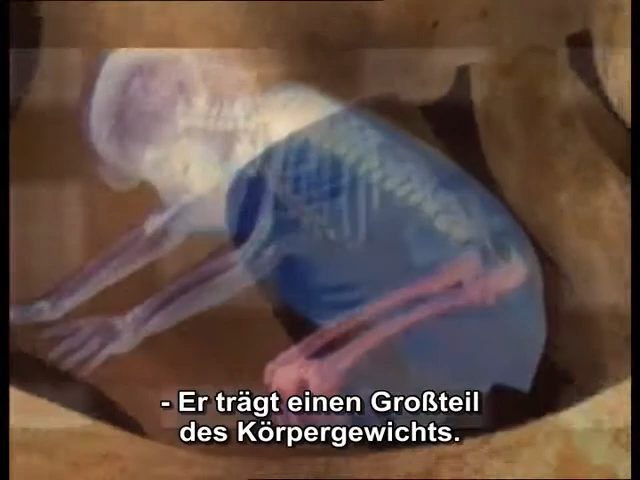 - Er trägt einen Großteil
des Körpergewichts.